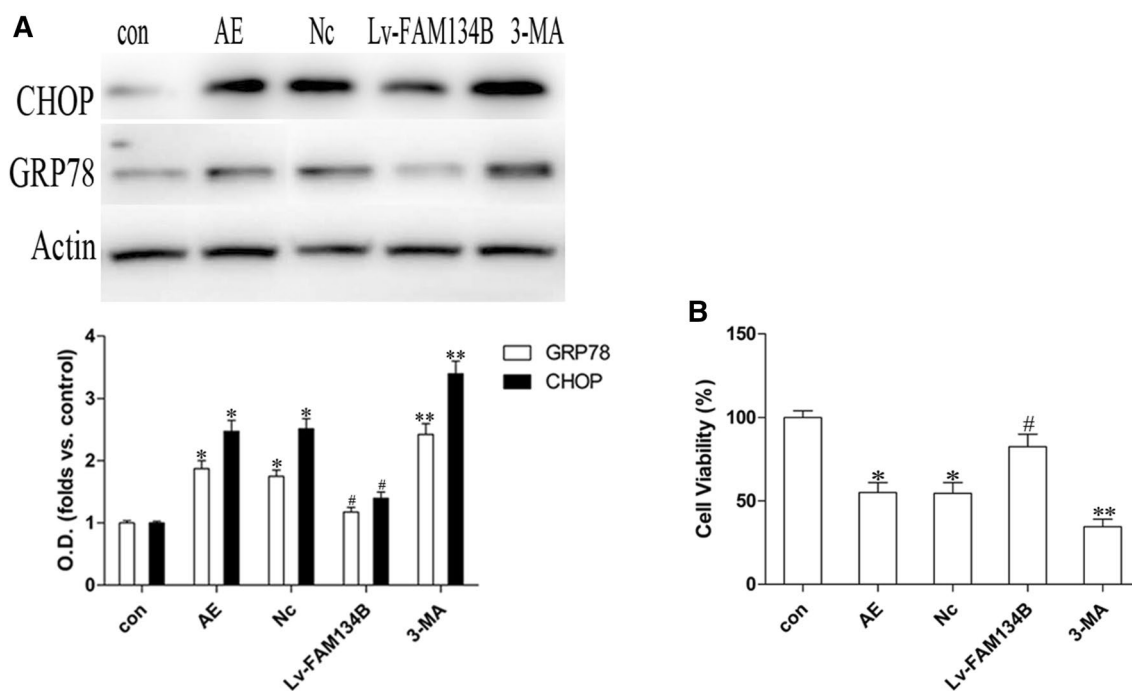 A
con AE Nc Lv-FAM134B 3-MA
CHOP
GRP78
Actin
4
3
2
1
0
O.D. (folds vs. control)
GRP78
CHOP
* * * * # # ** **
con AE Nc Lv-FAM134B 3-MA
B
150
100
50
0
Cell Viability (%)
* * # **
con AE Nc Lv-FAM134B 3-MA